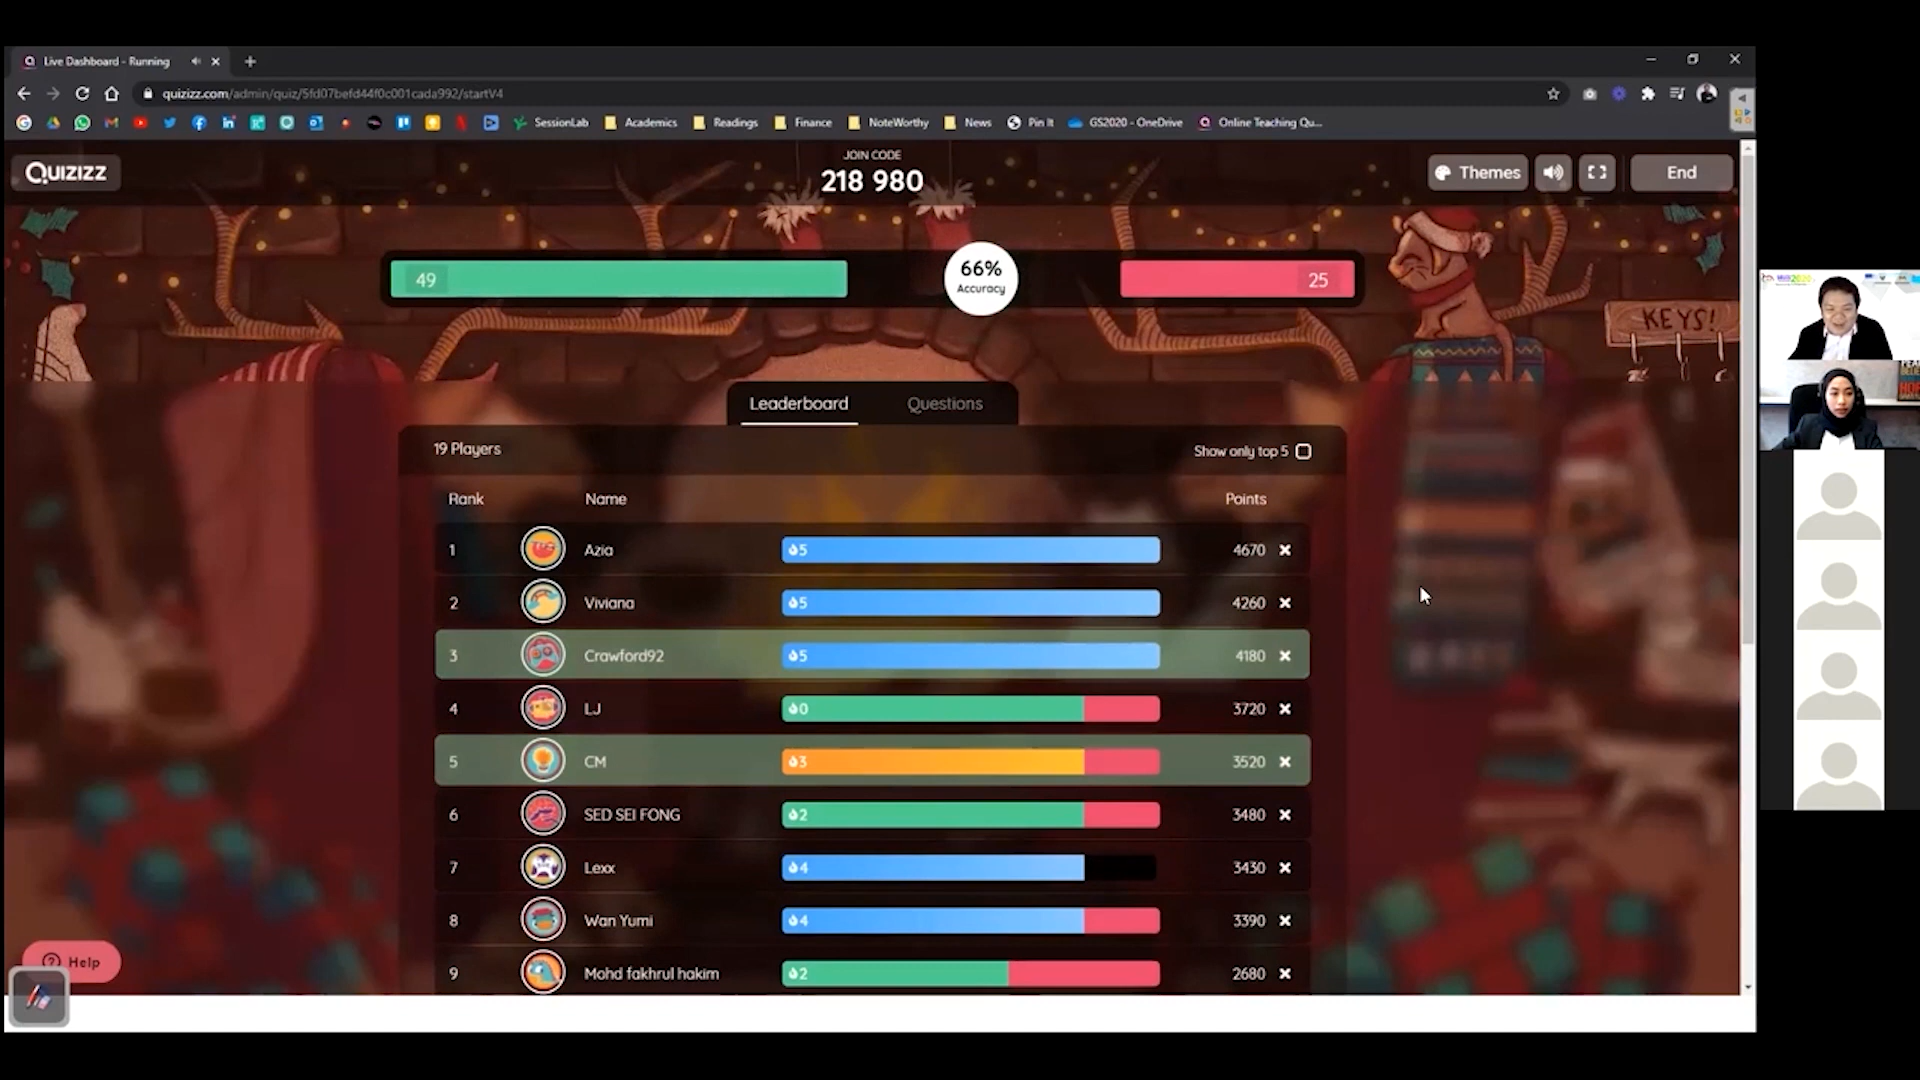 Live Dashboard - Running
quizizz.com/admin/quiz/5fd07befd44f0c001cada992/startV4
SessionLab Academics Readings Finance NoteWorthy News Pin It GS2020 - OneDrive Online Teaching Qu...
Quizizz
JOIN CODE
218 980
Themes
End
49
66%
Accuracy
25
KEYS!
Leaderboard Questions
19 Players
Show only top 5
Rank Name Points
1 Azia 5 4670
2 Viviana 5 4260
3 Crawford92 5 4180
4 LJ 0 3720
5 CM 3 3520
6 SED SEI FONG 2 3480
7 Lexx 4 3430
8 Wan Yumi 4 3390
9 Mohd fakhrul hakim 2 2680
Help